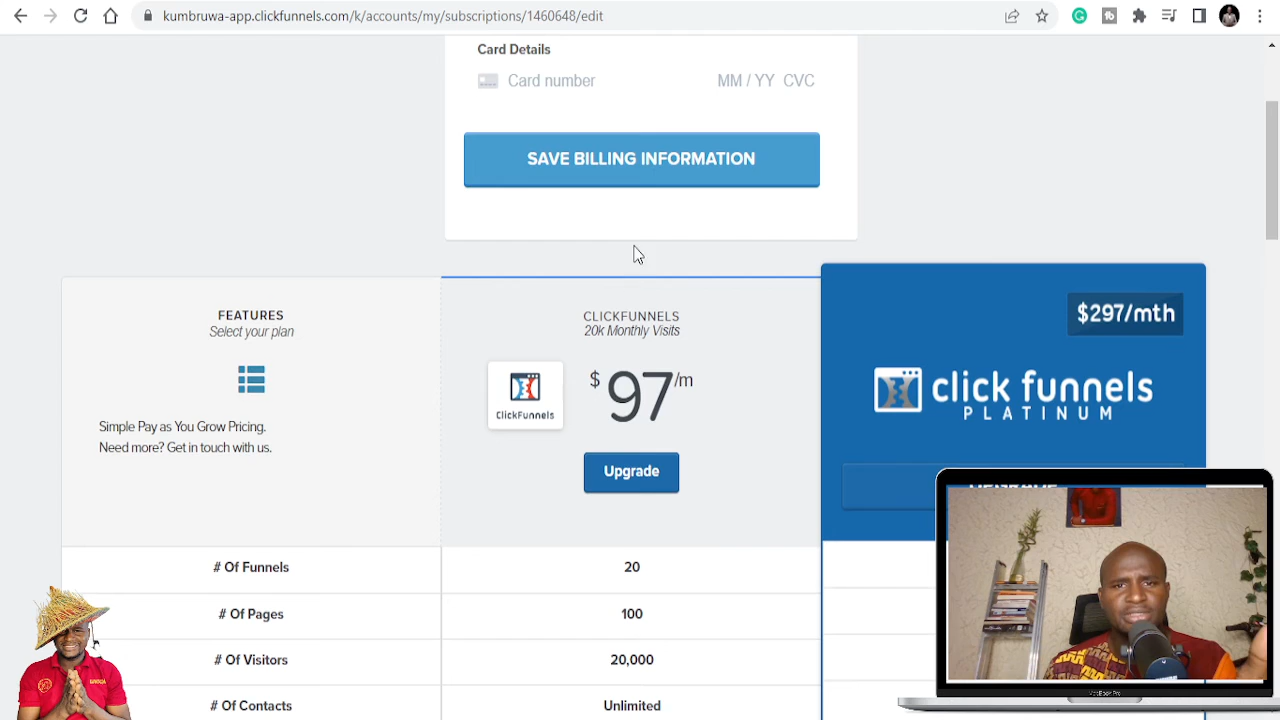 kumbruwa-app.clickfunnels.com/k/accounts/my/subscriptions/1460648/edit
Card Details
Card number MM / YY CVC
SAVE BILLING INFORMATION
FEATURES
Select your plan
Simple Pay as You Grow Pricing.
Need more? Get in touch with us.
CLICKFUNNELS
20k Monthly Visits
ClickFunnels
$97/m
Upgrade
$297/mth
click funnels
PLATINUM
UPGRADE
# Of Funnels 20
# Of Pages 100
# Of Visitors 20,000
# Of Contacts Unlimited
MacBook Pro